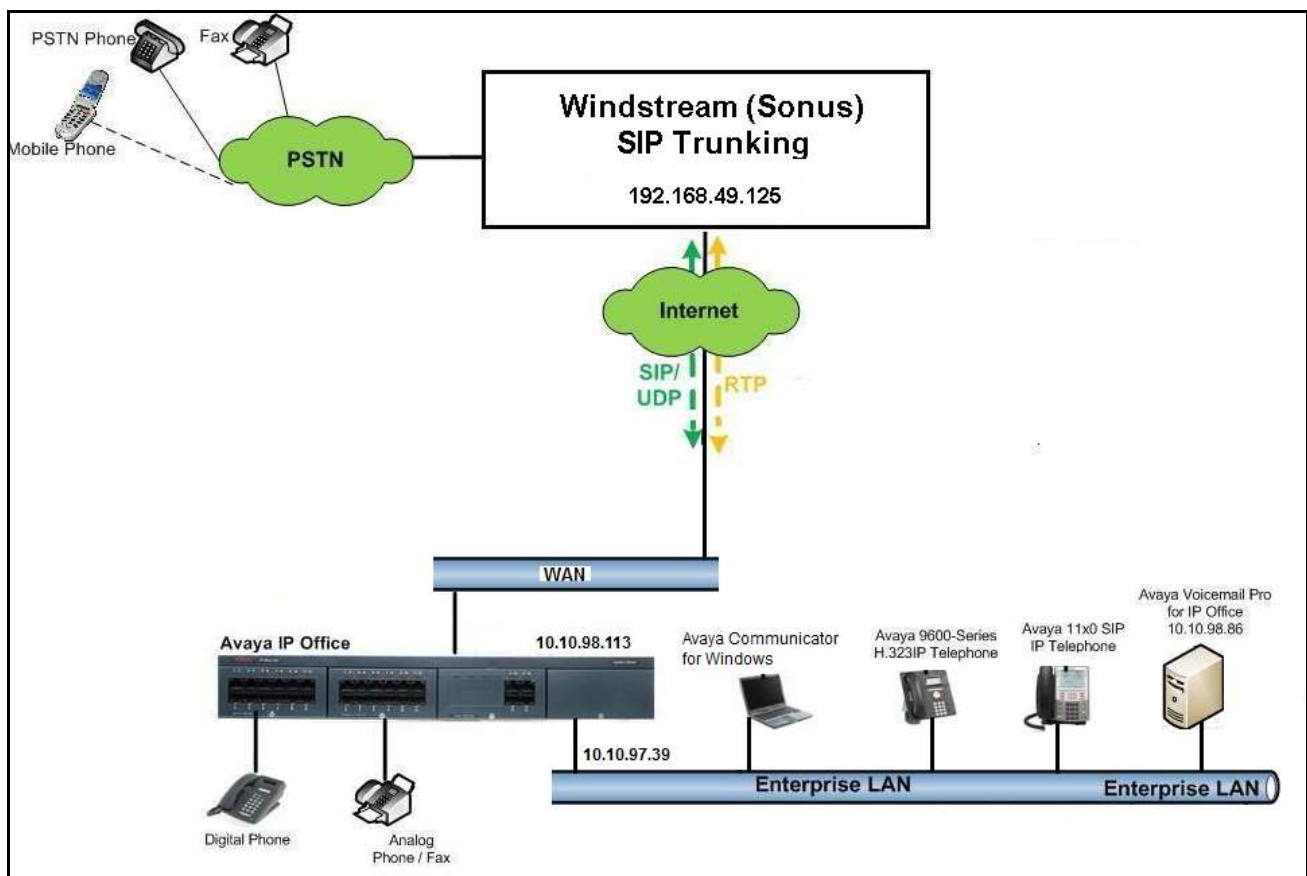 PSTN Phone
Fax
Mobile Phone
PSTN
Windstream (Sonus)
SIP Trunking
192.168.49.125
Internet
SIP/
UDP
RTP
WAN
Avaya IP Office
10.10.98.113
Avaya Communicator
for Windows
Avaya 9600-Series
H.323IP Telephone
Avaya 11x0 SIP
IP Telephone
Avaya Voicemail Pro
for IP Office
10.10.98.86
10.10.97.39
Enterprise LAN
Enterprise LAN
Digital Phone
Analog
Phone / Fax